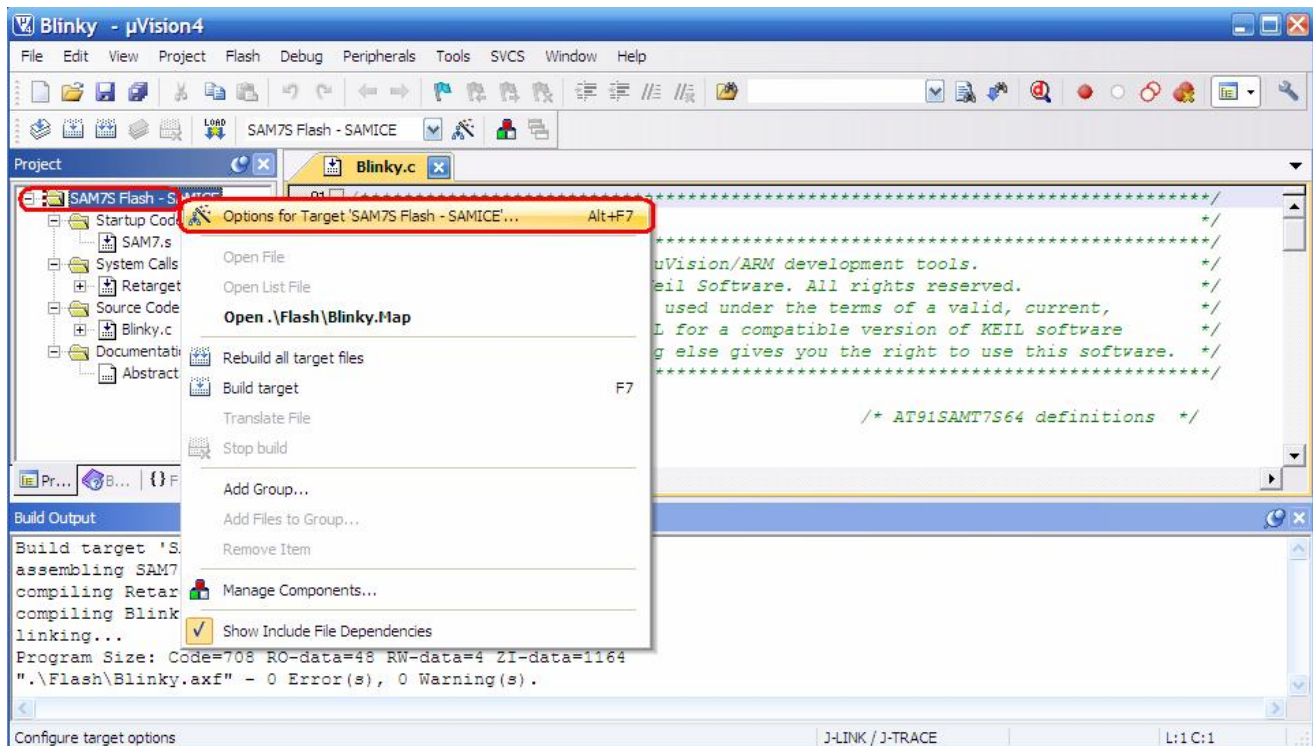 Blinky - µVision4
File Edit View Project Flash Debug Peripherals Tools SVCS Window Help
LOAD SAM7S Flash - SAMICE
Project
Blinky.c
SAM7S Flash - S
Startup Cod
SAM7.s
System Calls
Retarget
Source Code
Blinky.c
Documentati
Abstract
Options for Target 'SAM7S Flash - SAMICE'... Alt+F7
Open File
Open List File
Open .\Flash\Blinky.Map
Rebuild all target files
Build target F7
Translate File
Stop build
Add Group...
Add Files to Group...
Remove Item
Manage Components...
Show Include File Dependencies
/***************************************************************************/
*/
***************************************************/
uVision/ARM development tools. */
eil Software. All rights reserved. */
used under the terms of a valid, current, */
L for a compatible version of KEIL software */
g else gives you the right to use this software. */
***************************************************/
/* AT91SAMT7S64 definitions */
Pr... B... {} F
Build Output
Build target 'S
assembling SAM7
compiling Retar
compiling Blink
linking...
Program Size: Code=708 RO-data=48 RW-data=4 ZI-data=1164
".\Flash\Blinky.axf" - 0 Error(s), 0 Warning(s).
Configure target options J-LINK / J-TRACE L:1 C:1